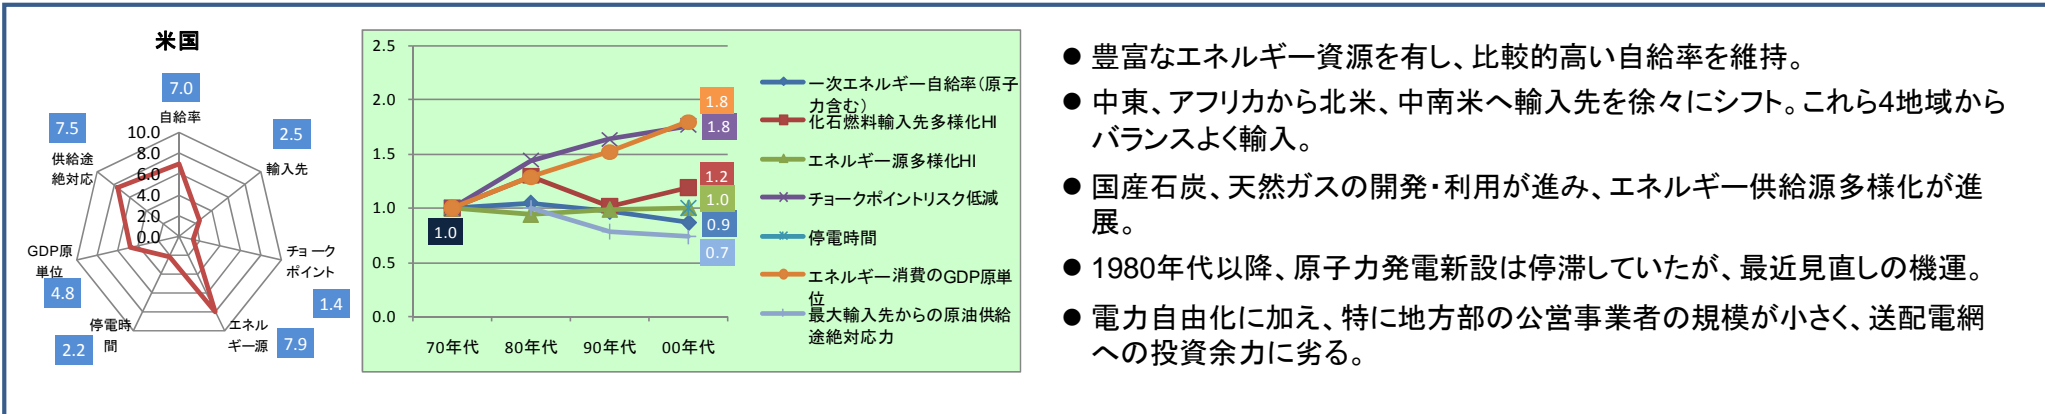 米国
7.0
自給率
7.5
2.5
供給途
絶対応
輸入先
10.0
8.0
6.0
4.0
2.0
0.0
GDP原
単位
4.8
チョーク
ポイント
1.4
停電時
間
2.2
エネル
ギー源
7.9
2.5
2.0
1.5
1.0
0.5
0.0
70年代
80年代
90年代
00年代
1.0
1.8
1.8
1.2
1.0
0.9
0.7
一次エネルギー自給率(原子
力含む)
化石燃料輸入先多様化HI
エネルギー源多様化HI
チョークポイントリスク低減
停電時間
エネルギー消費のGDP原単
位
最大輸入先からの原油供給
途絶対応力
● 豊富なエネルギー資源を有し、比較的高い自給率を維持。
● 中東、アフリカから北米、中南米へ輸入先を徐々にシフト。これら4地域から
バランスよく輸入。
● 国産石炭、天然ガスの開発・利用が進み、エネルギー供給源多様化が進
展。
● 1980年代以降、原子力発電新設は停滞していたが、最近見直しの機運。
● 電力自由化に加え、特に地方部の公営事業者の規模が小さく、送配電網
への投資余力に劣る。